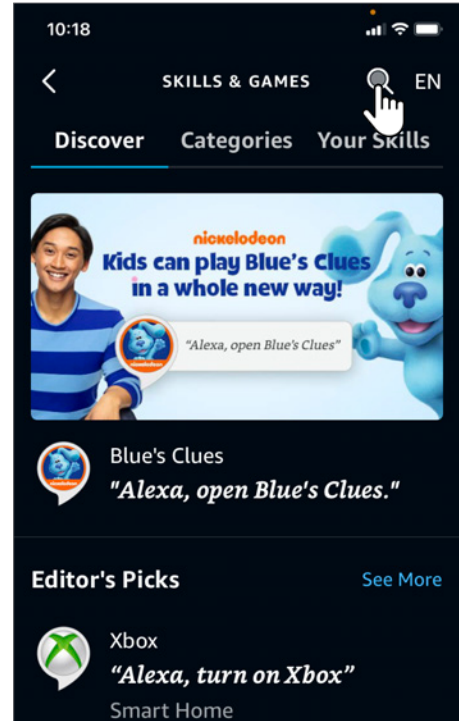 10:18
SKILLS & GAMES
EN
Discover Categories Your Skills
nickelodeon
Kids can play Blue's Clues
in a whole new way!
"Alexa, open Blue's Clues"
Blue's Clues
"Alexa, open Blue's Clues."
Editor's Picks
See More
Xbox
“Alexa, turn on Xbox”
Smart Home